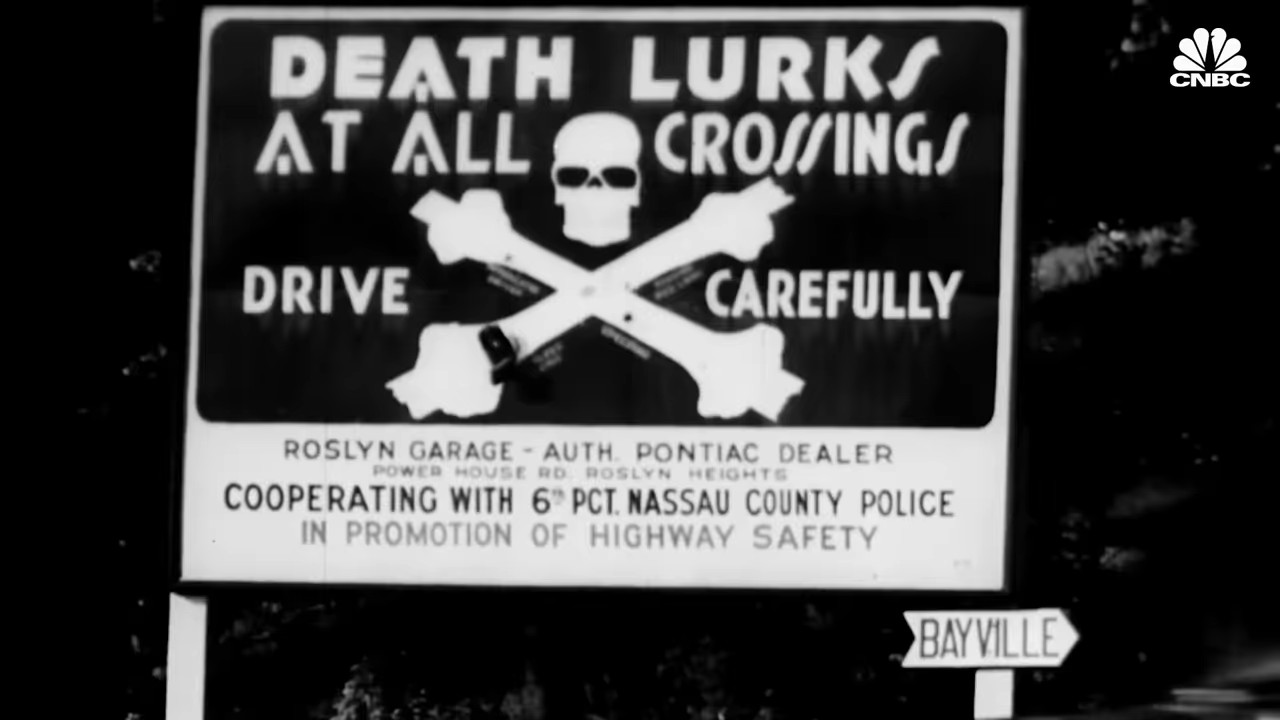 CNBC
DEATH LURKS
AT ALL CROSSINGS
DRIVE CAREFULLY
ROSLYN GARAGE - AUTH. PONTIAC DEALER
POWER HOUSE RD. ROSLYN HEIGHTS
COOPERATING WITH 6TH PCT. NASSAU COUNTY POLICE
IN PROMOTION OF HIGHWAY SAFETY
BAYVILLE